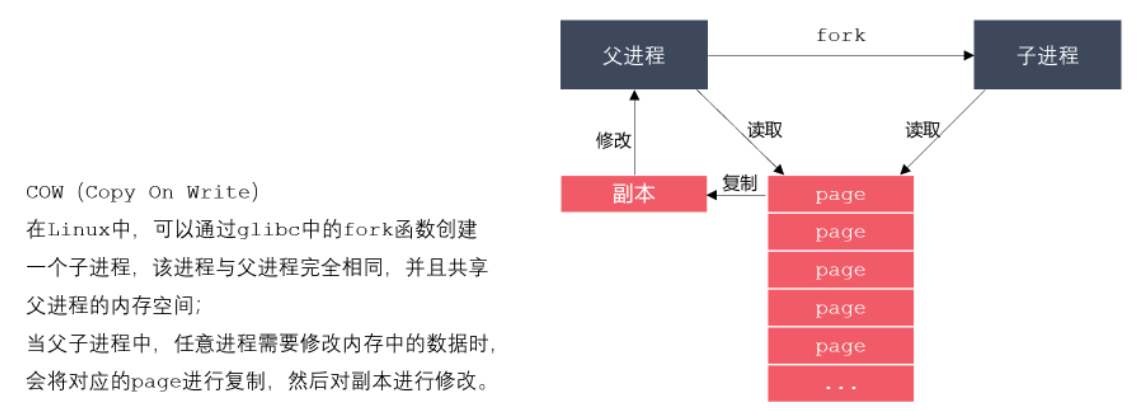 COW（Copy On Write）
在Linux中，可以通过glibc中的fork函数创建
一个子进程，该进程与父进程完全相同，并且共享
父进程的内存空间；
当父子进程中，任意进程需要修改内存中的数据时，
会将对应的page进行复制，然后对副本进行修改。
父进程
fork
子进程
修改
读取
读取
副本
复制
page
page
page
page
page
...